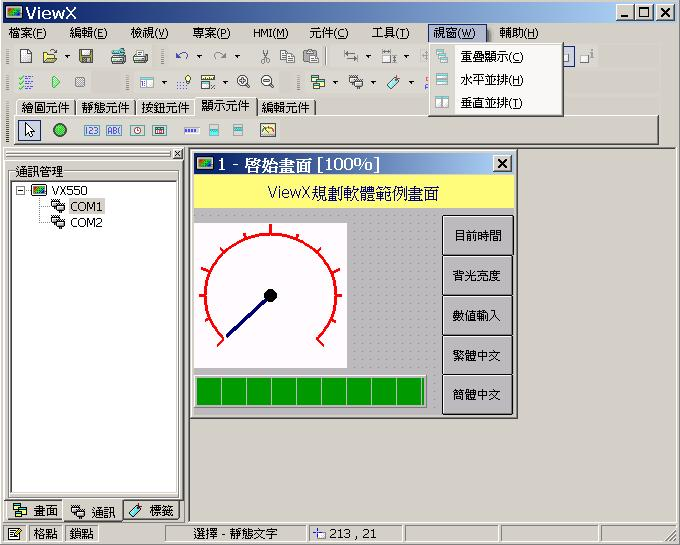 ViewX
檔案(F) 編輯(E) 檢視(V) 專案(P) HMI(M) 元件(C) 工具(T) 視窗(W) 輔助(H)
重疊顯示(C)
水平並排(H)
垂直並排(T)
繪圖元件 靜態元件 按鈕元件 顯示元件 編輯元件
123 ABC
通訊管理
VX550
COM1
COM2
1 - 啓始畫面 [100%]
ViewX規劃軟體範例畫面
目前時間
背光亮度
數值輸入
繁體中文
簡體中文
畫面 通訊 標籤
格點 鎖點 選擇 - 靜態文字 213 , 21